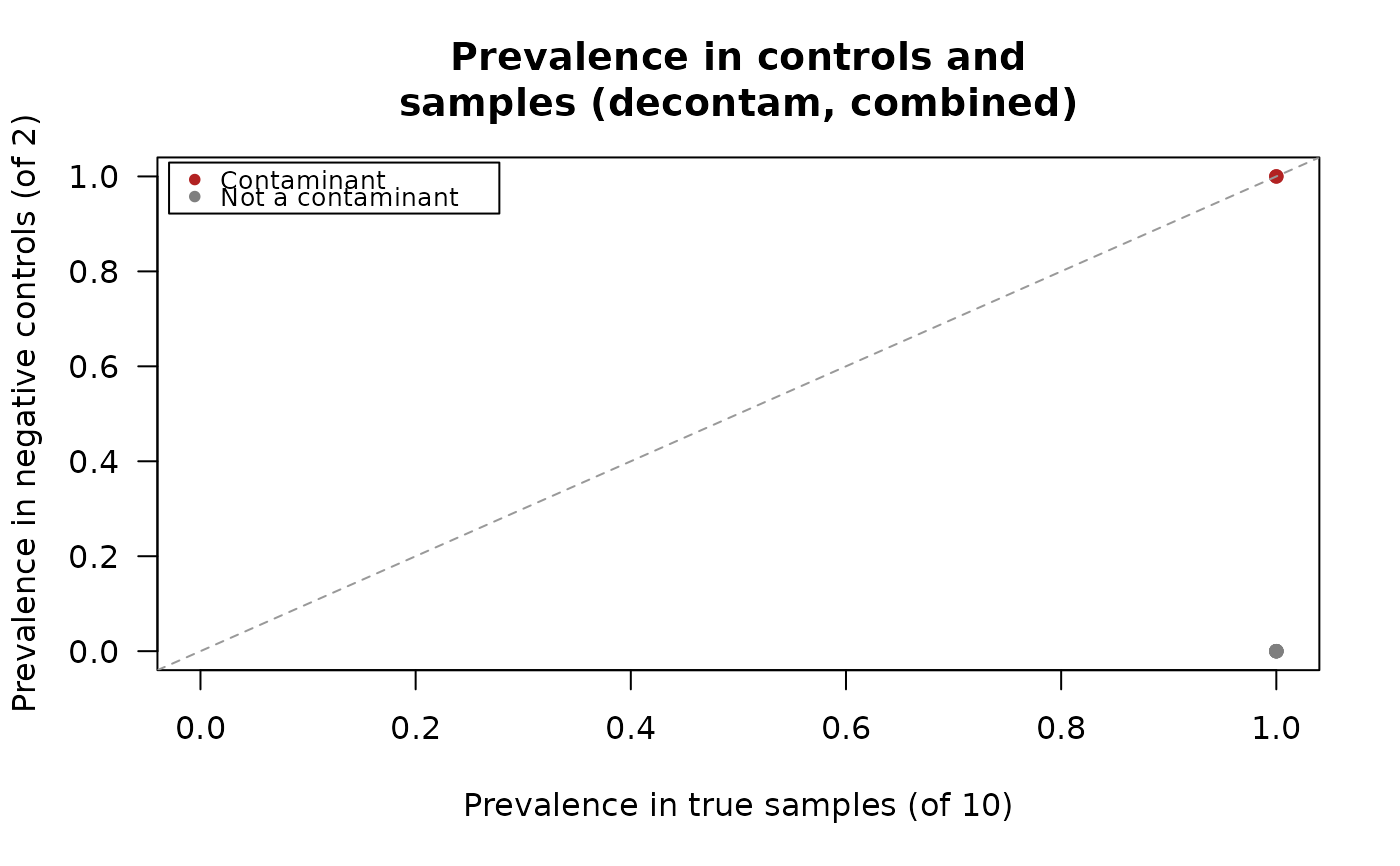 Prevalence in controls and
samples (decontam, combined)
Prevalence in negative controls (of 2)
1.0
0.8
0.6
0.4
0.2
0.0
Contaminant
Not a contaminant
0.0 0.2 0.4 0.6 0.8 1.0
Prevalence in true samples (of 10)